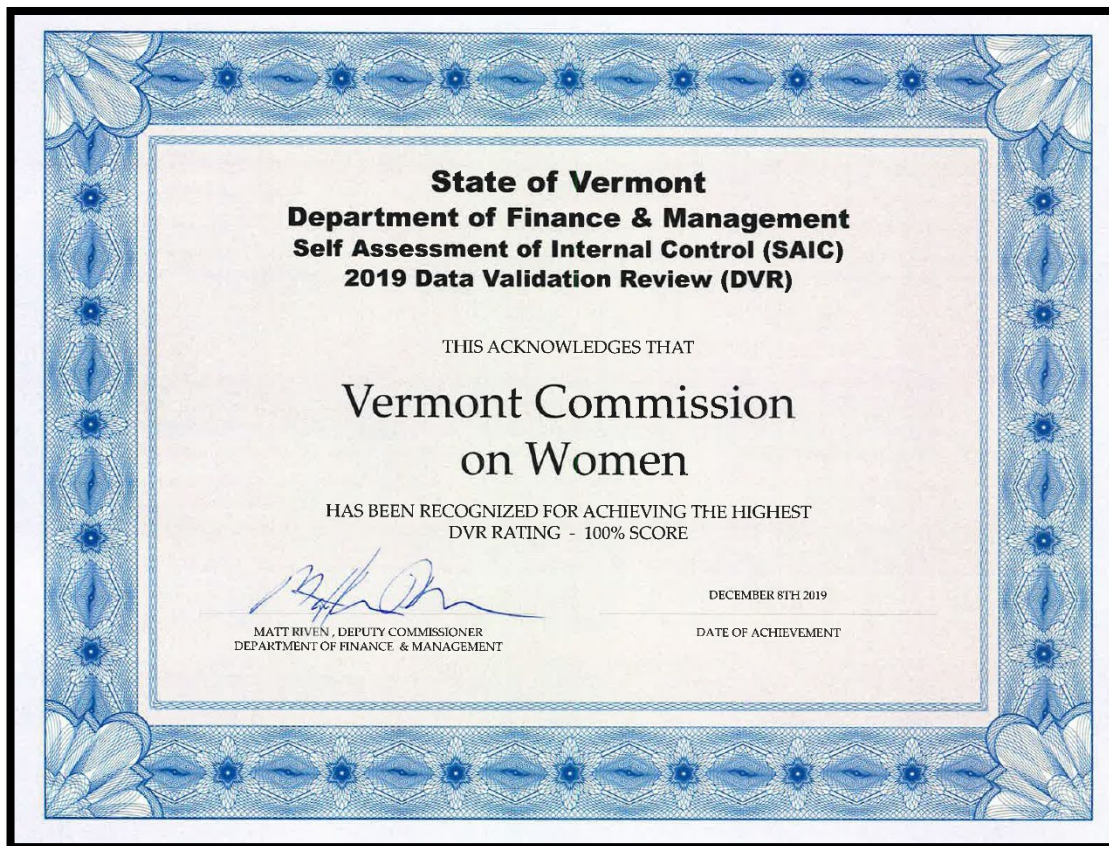 State of Vermont
Department of Finance & Management
Self Assessment of Internal Control (SAIC)
2019 Data Validation Review (DVR)
THIS ACKNOWLEDGES THAT
Vermont Commission
on Women
HAS BEEN RECOGNIZED FOR ACHIEVING THE HIGHEST
DVR RATING - 100% SCORE
DECEMBER 8TH 2019
MATT RIVEN , DEPUTY COMMISSIONER
DEPARTMENT OF FINANCE & MANAGEMENT
DATE OF ACHIEVEMENT